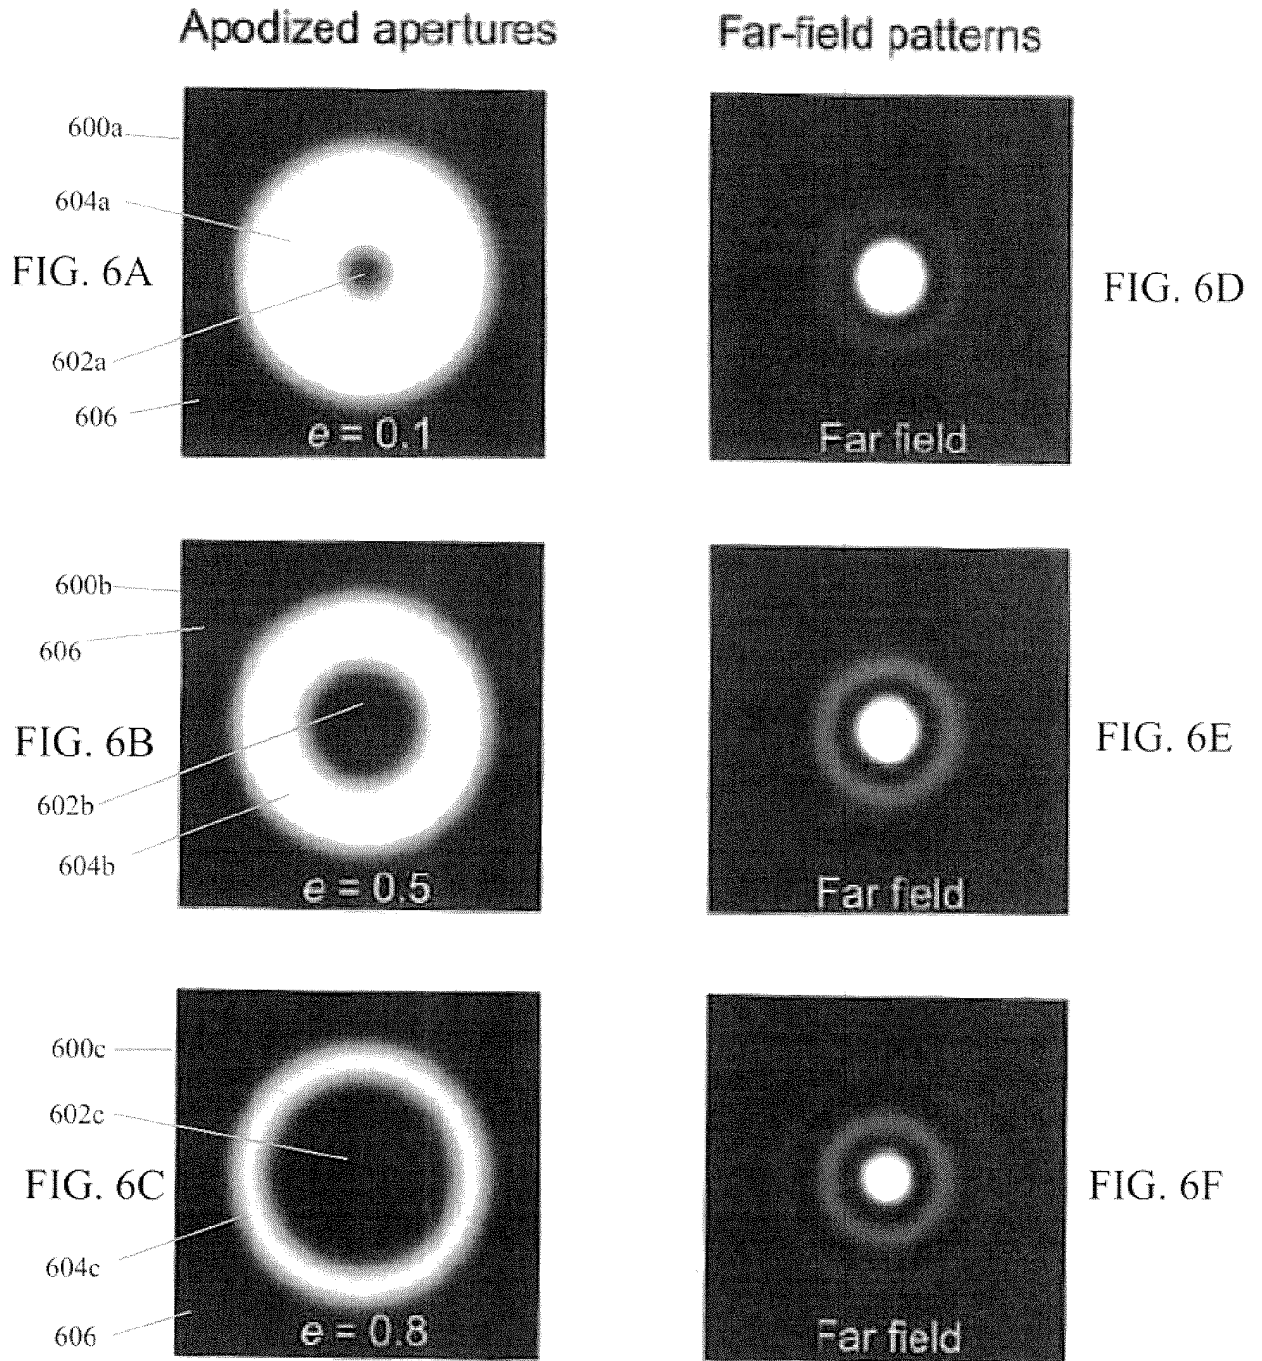 Apodized apertures
Far-field patterns
600a
604a
FIG. 6A
602a
606
e = 0.1
Far field
FIG. 6D
600b
606
FIG. 6B
602b
604b
e = 0.5
Far field
FIG. 6E
600c
602c
FIG. 6C
604c
606
e = 0.8
Far field
FIG. 6F